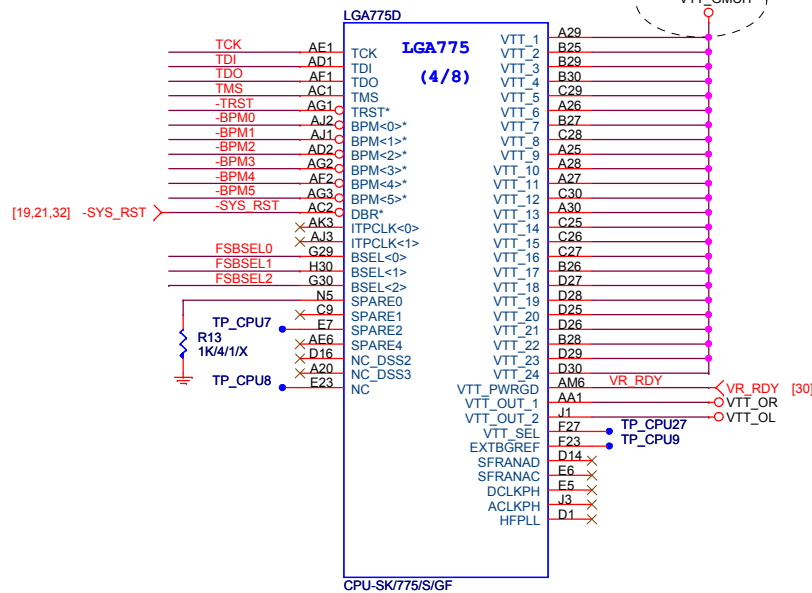 VTT_GMCH
LGA775D
LGA775
(4/8)
TCK AE1 TCK
TDI AD1 TDI
TDO AF1 TDO
TMS AC1 TMS
-TRST AG1 TRST*
-BPM0 AJ2 BPM<0>*
-BPM1 AJ1 BPM<1>*
-BPM2 AD2 BPM<2>*
-BPM3 AG2 BPM<3>*
-BPM4 AF2 BPM<4>*
-BPM5 AG3 BPM<5>*
[19,21,32] -SYS_RST -SYS_RST AC2 DBR*
AK3 ITPCLK<0>
AJ3 ITPCLK<1>
FSBSEL0 G29 BSEL<0>
FSBSEL1 H30 BSEL<1>
FSBSEL2 G30 BSEL<2>
N5 SPARE0
C9 SPARE1
TP_CPU7 E7 SPARE2
R13
1K/4/1/X
AE6 SPARE4
D16 NC_DSS2
A20 NC_DSS3
TP_CPU8 E23 NC
VTT_1 A29
VTT_2 B25
VTT_3 B29
VTT_4 B30
VTT_5 C29
VTT_6 A26
VTT_7 B27
VTT_8 C28
VTT_9 A25
VTT_10 A28
VTT_11 A27
VTT_12 C30
VTT_13 A30
VTT_14 C25
VTT_15 C26
VTT_16 C27
VTT_17 B26
VTT_18 D27
VTT_19 D28
VTT_20 D25
VTT_21 D26
VTT_22 B28
VTT_23 D29
VTT_24 D30
VTT_PWRGD AM6 VR_RDY VR_RDY [30]
VTT_OUT_1 AA1 VTT_OR
VTT_OUT_2 J1 VTT_OL
VTT_SEL F27 TP_CPU27
EXTBGREF F23 TP_CPU9
SFRANAD D14
SFRANAC E6
DCLKPH E5
ACLKPH J3
HFPLL D1
CPU-SK/775/S/GF